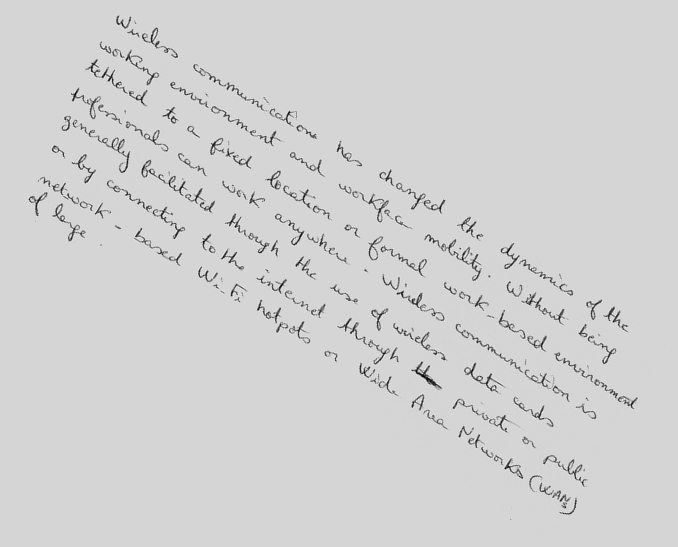 Wireless communications has changed the dynamics of the
working environment and workface mobility. Without being
tethered to a fixed location or formal work-based environment
professionals can work anywhere. Wireless communication is
generally facilitated through the use of wireless data cards
or by connecting to the internet through private or public
network-based Wi-Fi hotpots or Wide Area Networks (WANs)
of large.